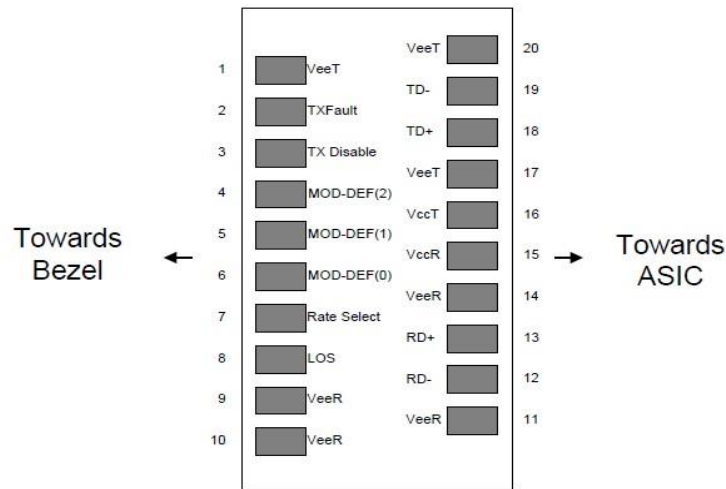 VeeT 20
1 VeeT
TD- 19
2 TXFault
TD+ 18
3 TX Disable
VeeT 17
4 MOD-DEF(2)
VccT 16
5 MOD-DEF(1)
Towards
Bezel
VccR 15
Towards
ASIC
6 MOD-DEF(0)
VeeR 14
7 Rate Select
RD+ 13
8 LOS
RD- 12
9 VeeR
VeeR 11
10 VeeR